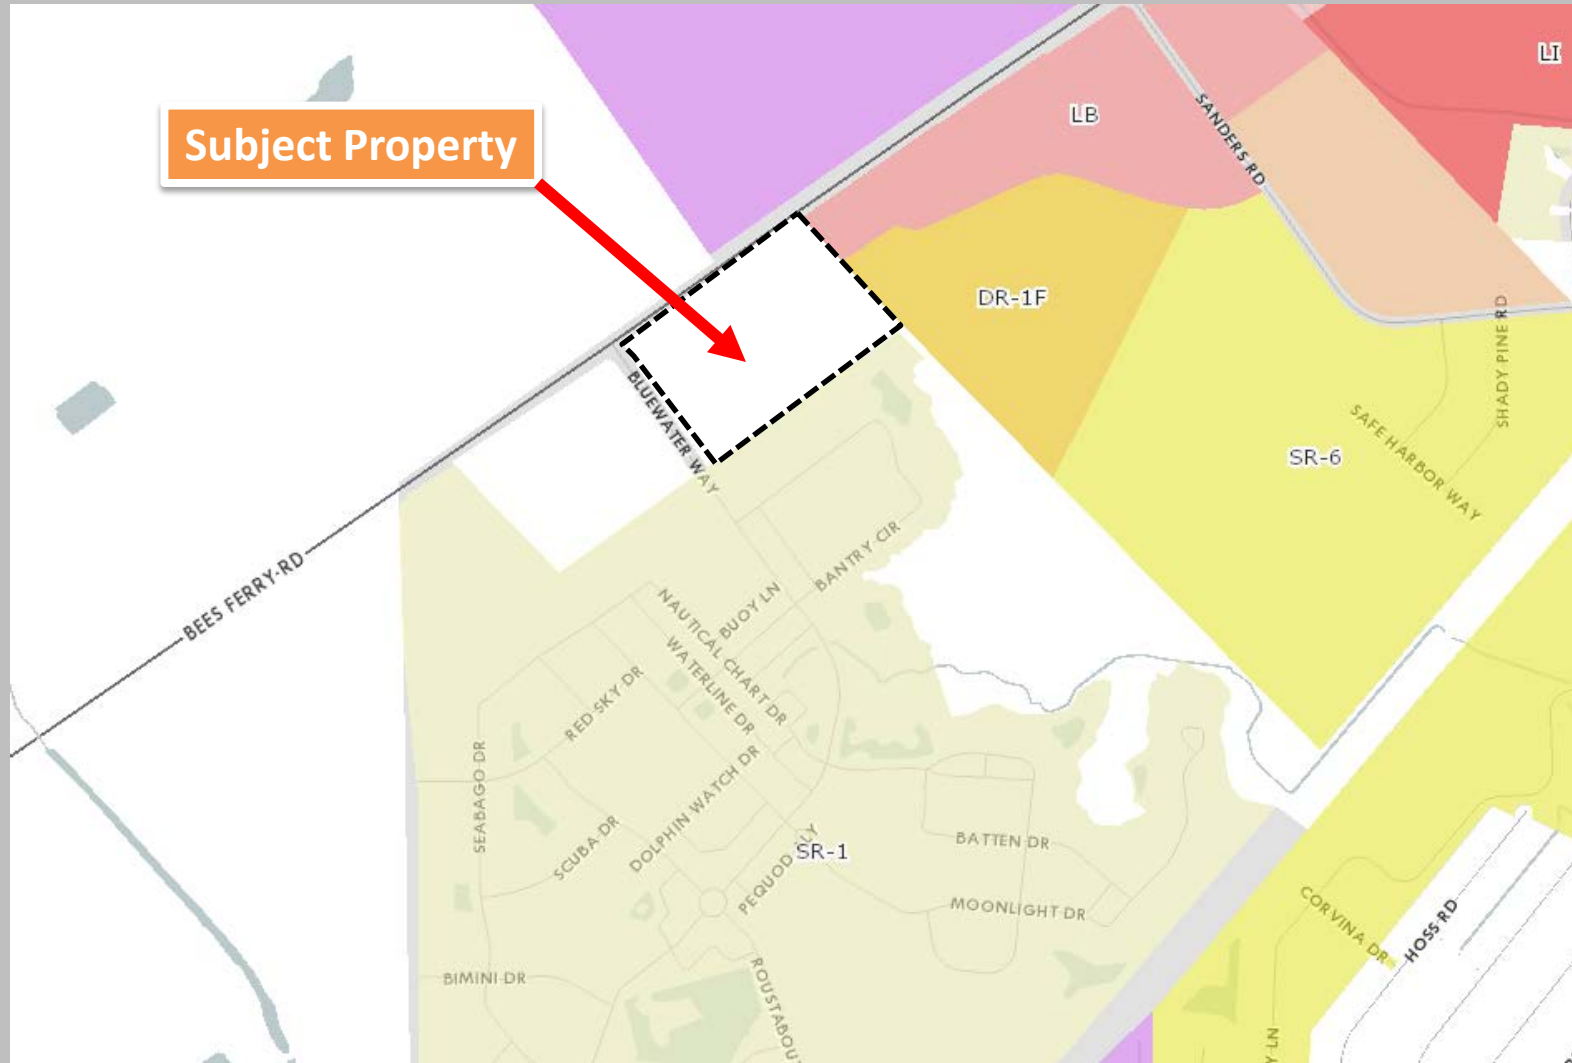 LI
LB
SANDERS RD
Subject Property
DR-1F
SHADY PINE RD
BLUEWATER WAY
SAFE HARBOR WAY
SR-6
BEES FERRY RD
BANTRY CIR
BUOY LN
NAUTICAL CHART DR
WATERLINE DR
RED SKY DR
SEABAGO DR
DOLPHIN WATCH DR
SCUBA DR
SR-1
BATTEN DR
MOONLIGHT DR
CORVINA DR
HOSS RD
BIMINI DR